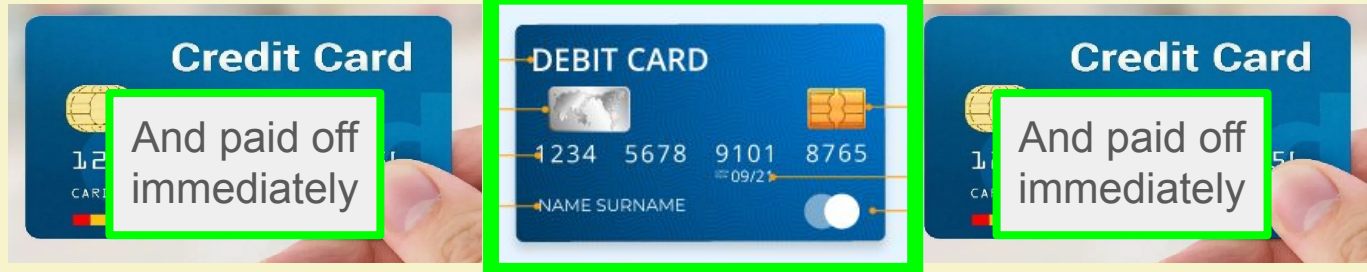 Credit Card
And paid off
immediately
DEBIT CARD
1234 5678 9101 8765
09/21
NAME SURNAME
Credit Card
And paid off
immediately